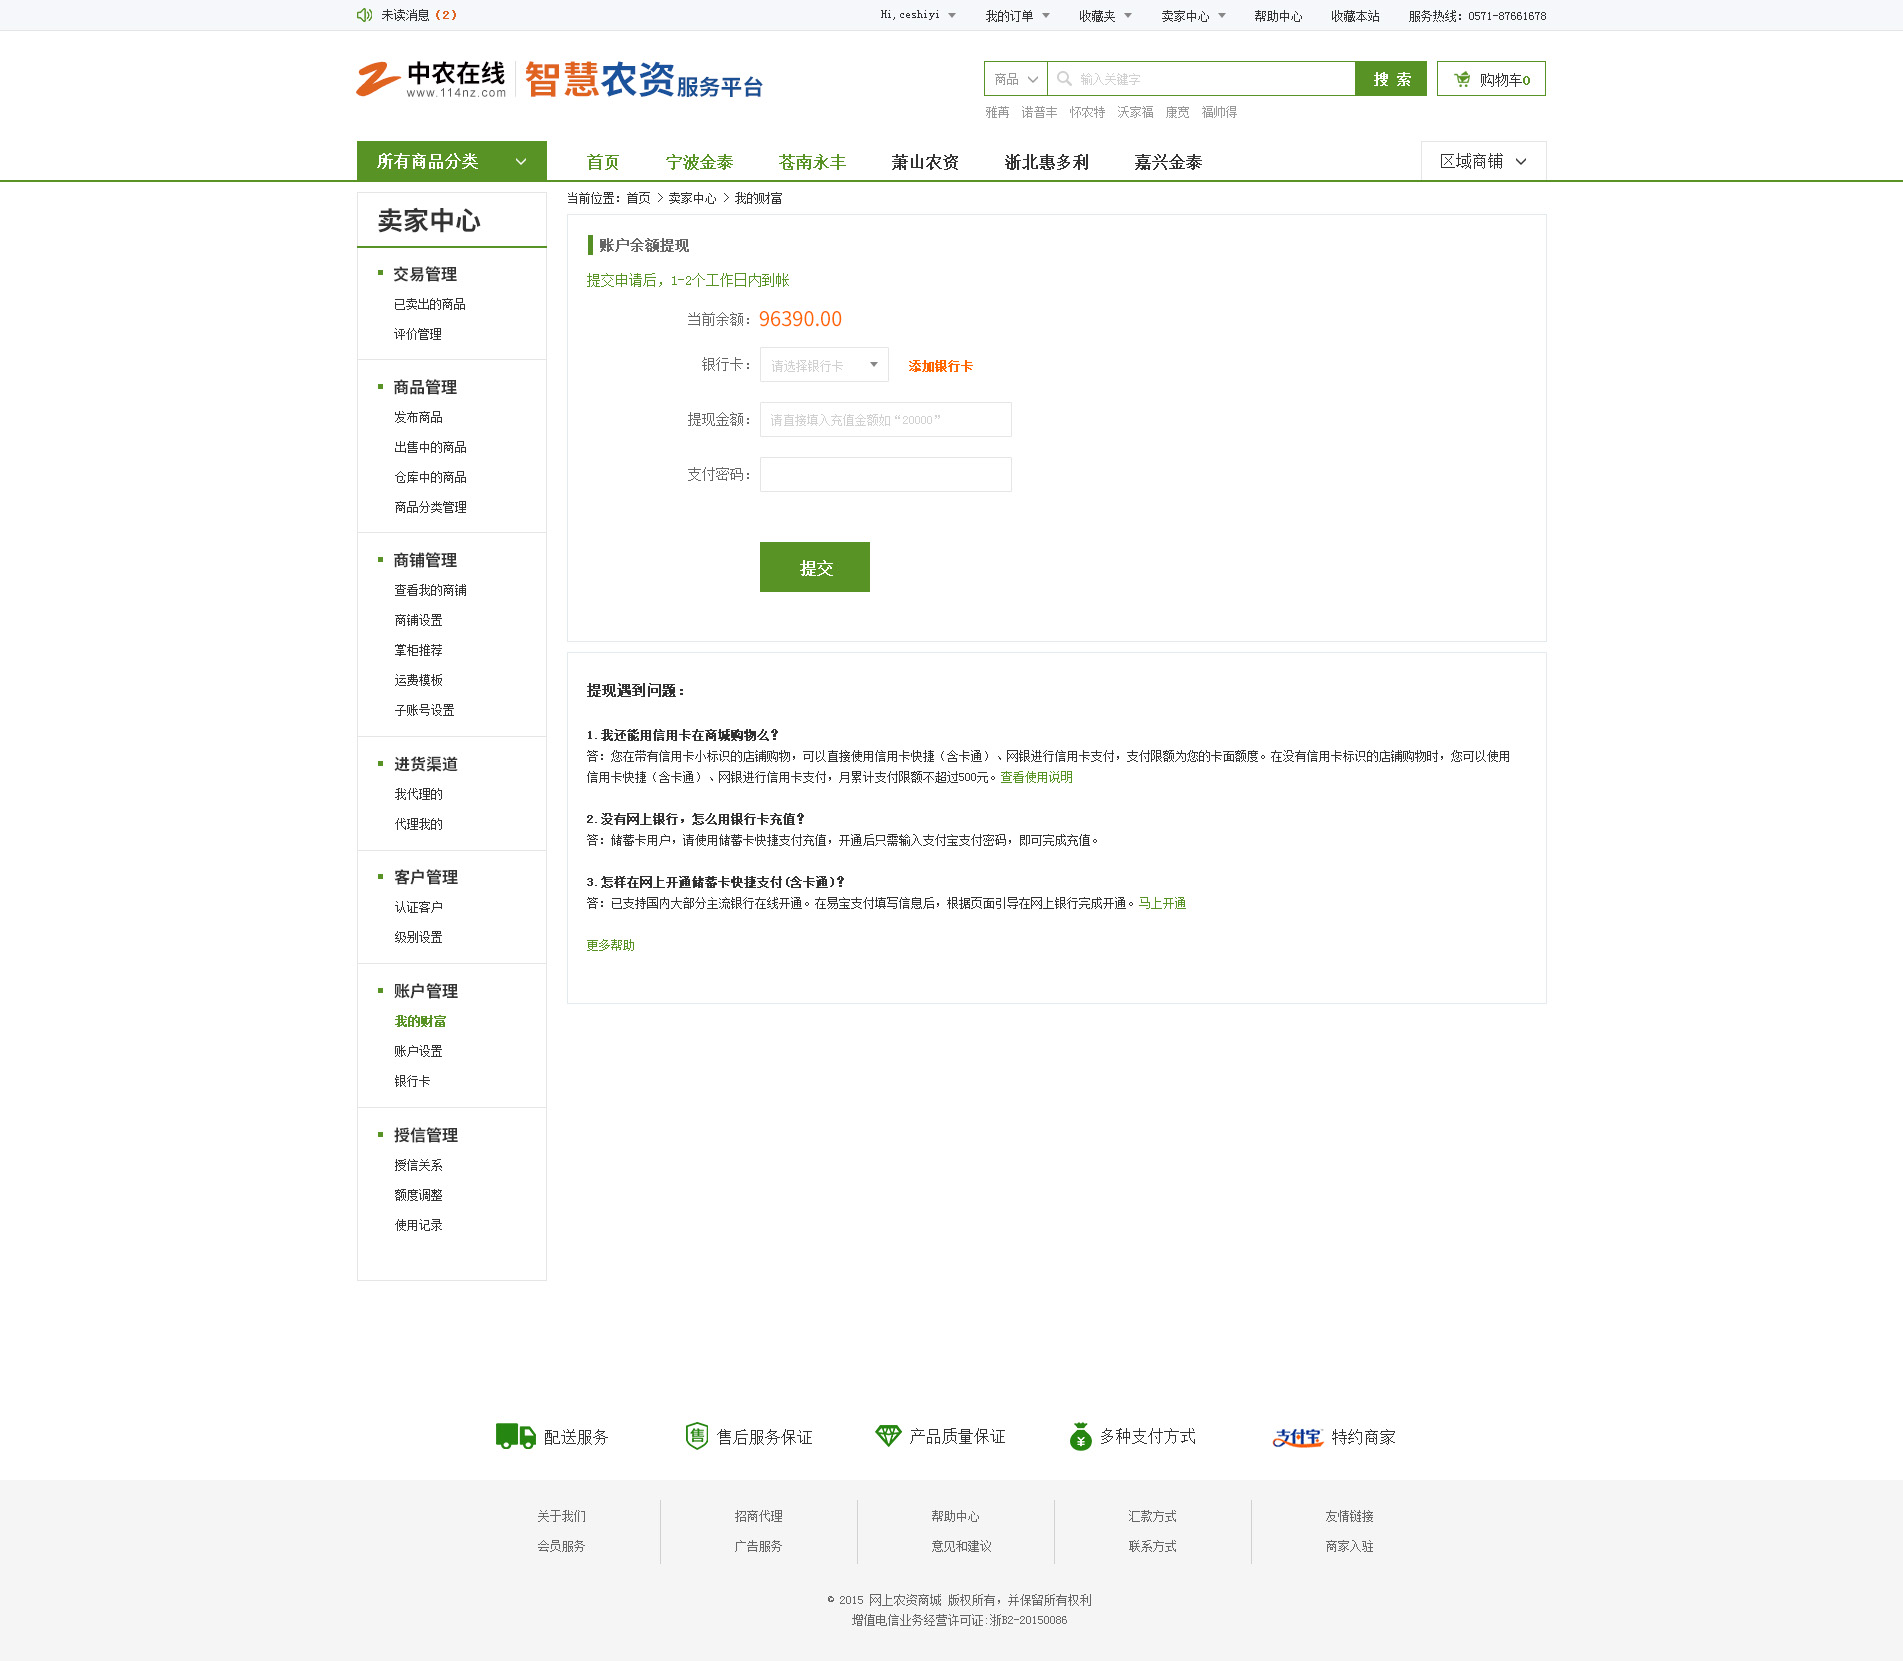 未读消息（2）
Hi,ceshiyi 我的订单 收藏夹 卖家中心 帮助中心 收藏本站 服务热线：0571-87661678
中农在线 www.114nz.com 智慧农资服务平台
商品 输入关键字 搜 索 购物车0
雅苒 诺普丰 怀农特 沃家福 康宽 福帅得
所有商品分类 首页 宁波金泰 苍南永丰 萧山农资 浙北惠多利 嘉兴金泰 区域商铺
当前位置：首页 > 卖家中心 > 我的财富
卖家中心
交易管理
已卖出的商品
评价管理
商品管理
发布商品
出售中的商品
仓库中的商品
商品分类管理
商铺管理
查看我的商铺
商铺设置
掌柜推荐
运费模板
子账号设置
进货渠道
我代理的
代理我的
客户管理
认证客户
级别设置
账户管理
我的财富
账户设置
银行卡
授信管理
授信关系
额度调整
使用记录
账户余额提现
提交申请后，1-2个工作日内到帐
当前余额：96390.00
银行卡： 请选择银行卡 添加银行卡
提现金额： 请直接填入充值金额如“20000”
支付密码：
提交
提现遇到问题：
1.我还能用信用卡在商城购物么？
答：您在带有信用卡小标识的店铺购物，可以直接使用信用卡快捷（含卡通）、网银进行信用卡支付，支付限额为您的卡面额度。在没有信用卡标识的店铺购物时，您可以使用
信用卡快捷（含卡通）、网银进行信用卡支付，月累计支付限额不超过500元。查看使用说明
2.没有网上银行，怎么用银行卡充值？
答：储蓄卡用户，请使用储蓄卡快捷支付充值，开通后只需输入支付宝支付密码，即可完成充值。
3.怎样在网上开通储蓄卡快捷支付(含卡通)？
答：已支持国内大部分主流银行在线开通。在易宝支付填写信息后，根据页面引导在网上银行完成开通。马上开通
更多帮助
配送服务 售 售后服务保证 产品质量保证 ¥ 多种支付方式 支付宝 特约商家
关于我们 招商代理 帮助中心 汇款方式 友情链接
会员服务 广告服务 意见和建议 联系方式 商家入驻
© 2015 网上农资商城 版权所有，并保留所有权利
增值电信业务经营许可证:浙B2-20150086